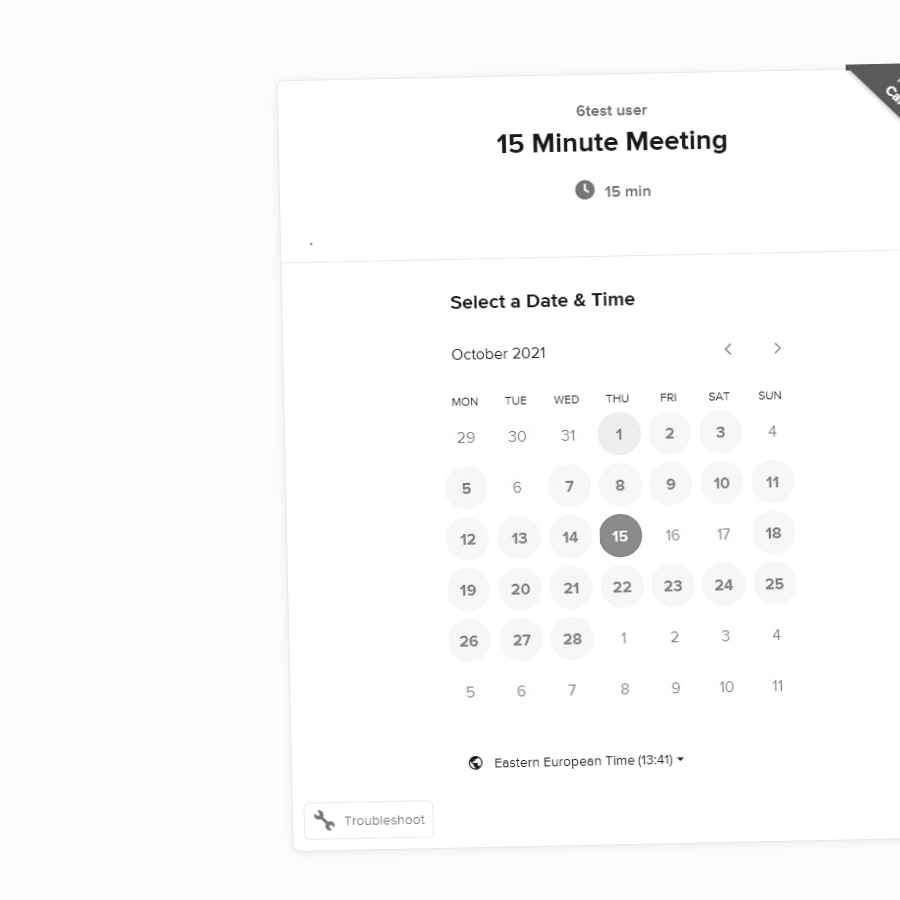 6test user
15 Minute Meeting
15 min
Select a Date & Time
October 2021
MON TUE WED THU FRI SAT SUN
29 30 31 1 2 3 4
5 6 7 8 9 10 11
12 13 14 15 16 17 18
19 20 21 22 23 24 25
26 27 28 1 2 3 4
5 6 7 8 9 10 11
Eastern European Time (13:41)
Troubleshoot